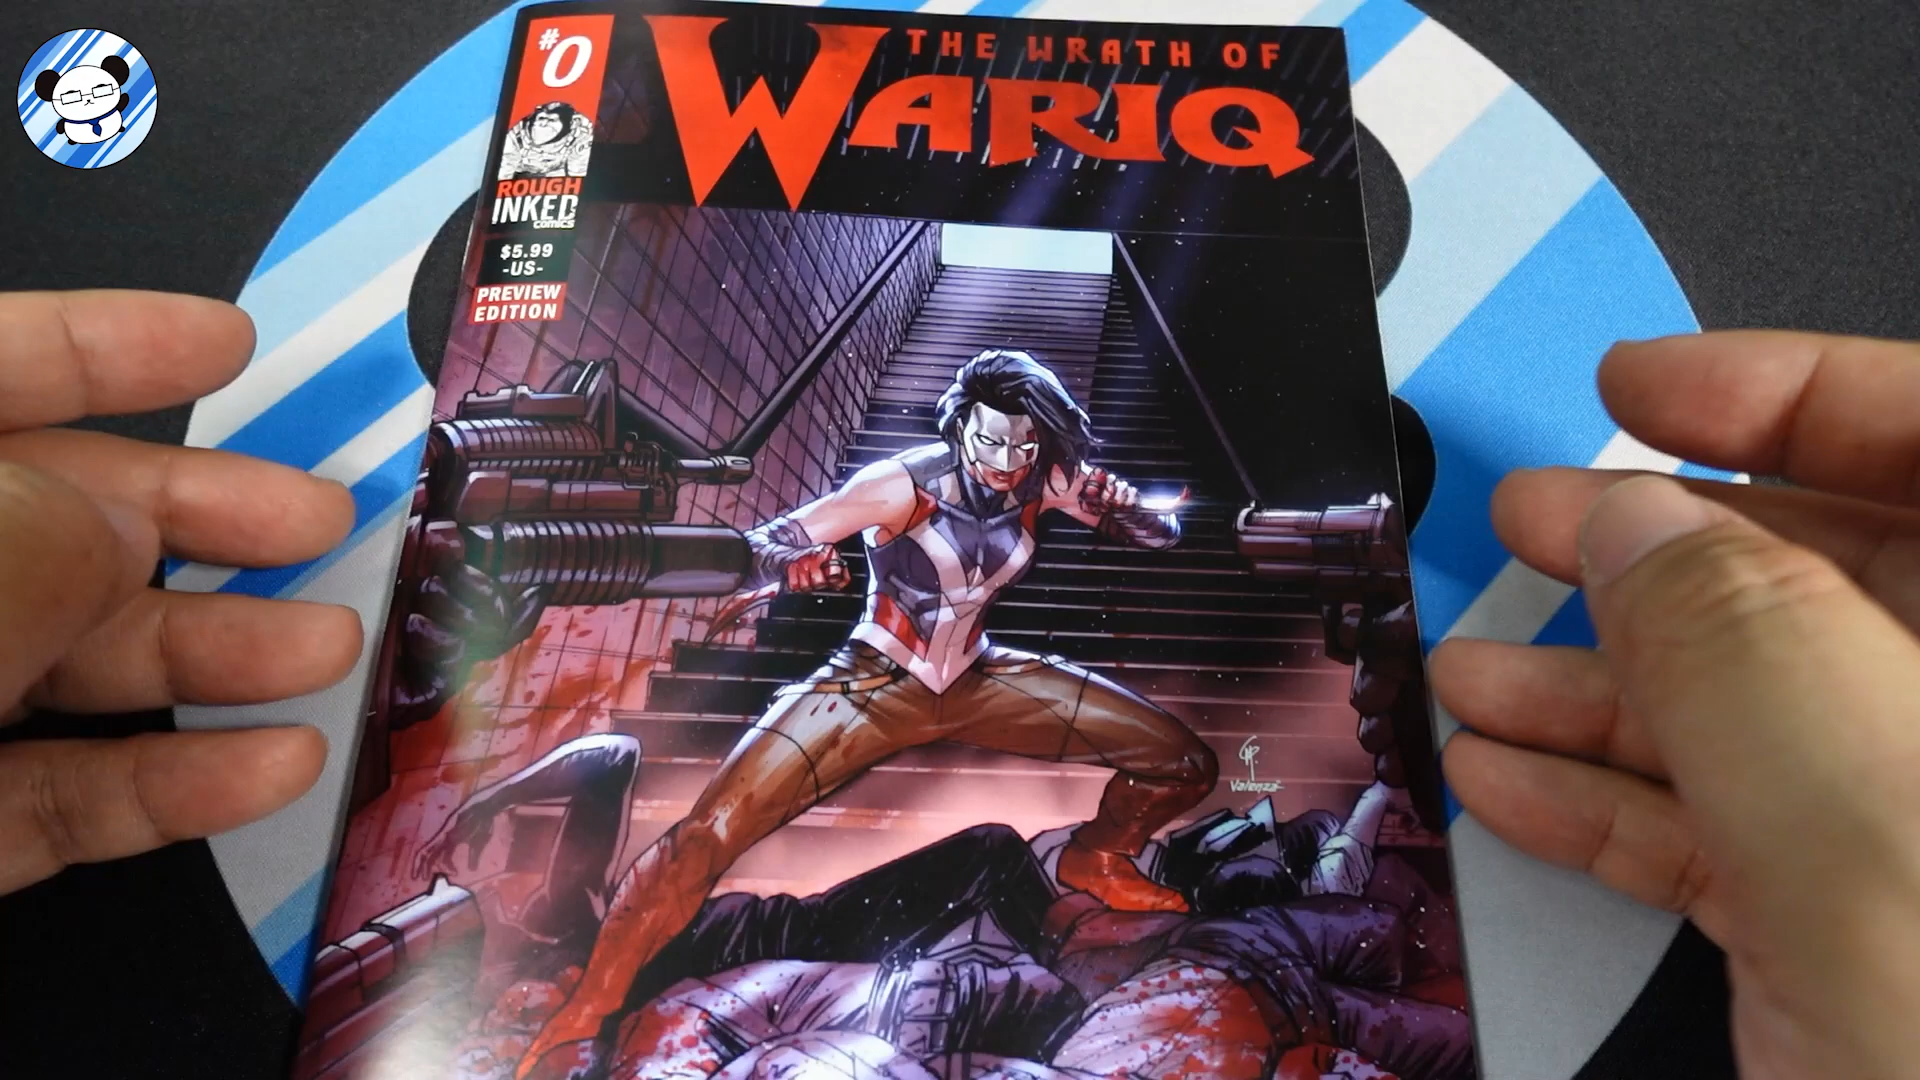 #0
THE WRATH OF
WARIQ
ROUGH
INKED
comics
$5.99
-US-
PREVIEW
EDITION
Valenza